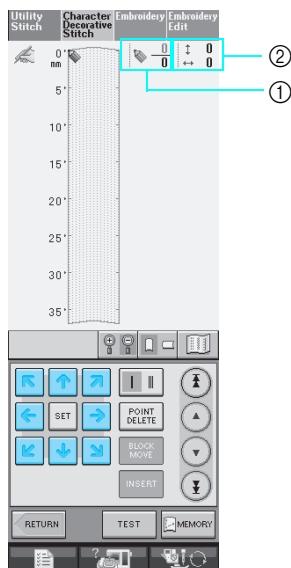 Utility Stitch
Character Decorative Stitch
Embroidery
Embroidery Edit
0
0
0
0
②
①
0
mm
5
10
15
20
25
30
35
SET
POINT DELETE
BLOCK MOVE
INSERT
RETURN
TEST
MEMORY
?